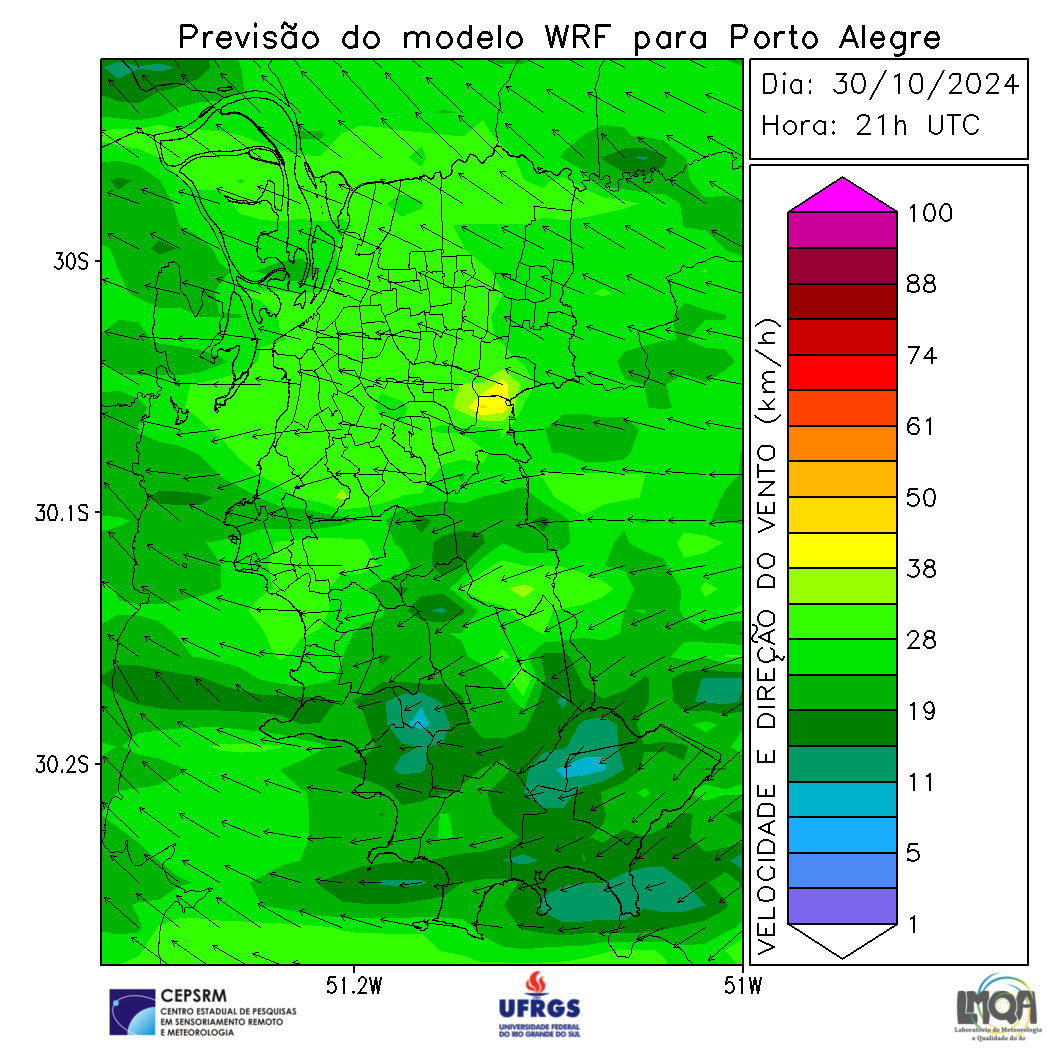 Previsão do modelo WRF para Porto Alegre
Dia: 30/10/2024
Hora: 21h UTC
30S
30.1S
30.2S
51.2W
51W
VELOCIDADE E DIREÇÃO DO VENTO (km/h)
100
88
74
61
50
38
28
19
11
5
1
CEPSRM
CENTRO ESTADUAL DE PESQUISAS
EM SENSORIAMENTO REMOTO
E METEOROLOGIA
UFRGS
UNIVERSIDADE FEDERAL
DO RIO GRANDE DO SUL
LMQA
Laboratório de Meteorologia
e Qualidade do Ar